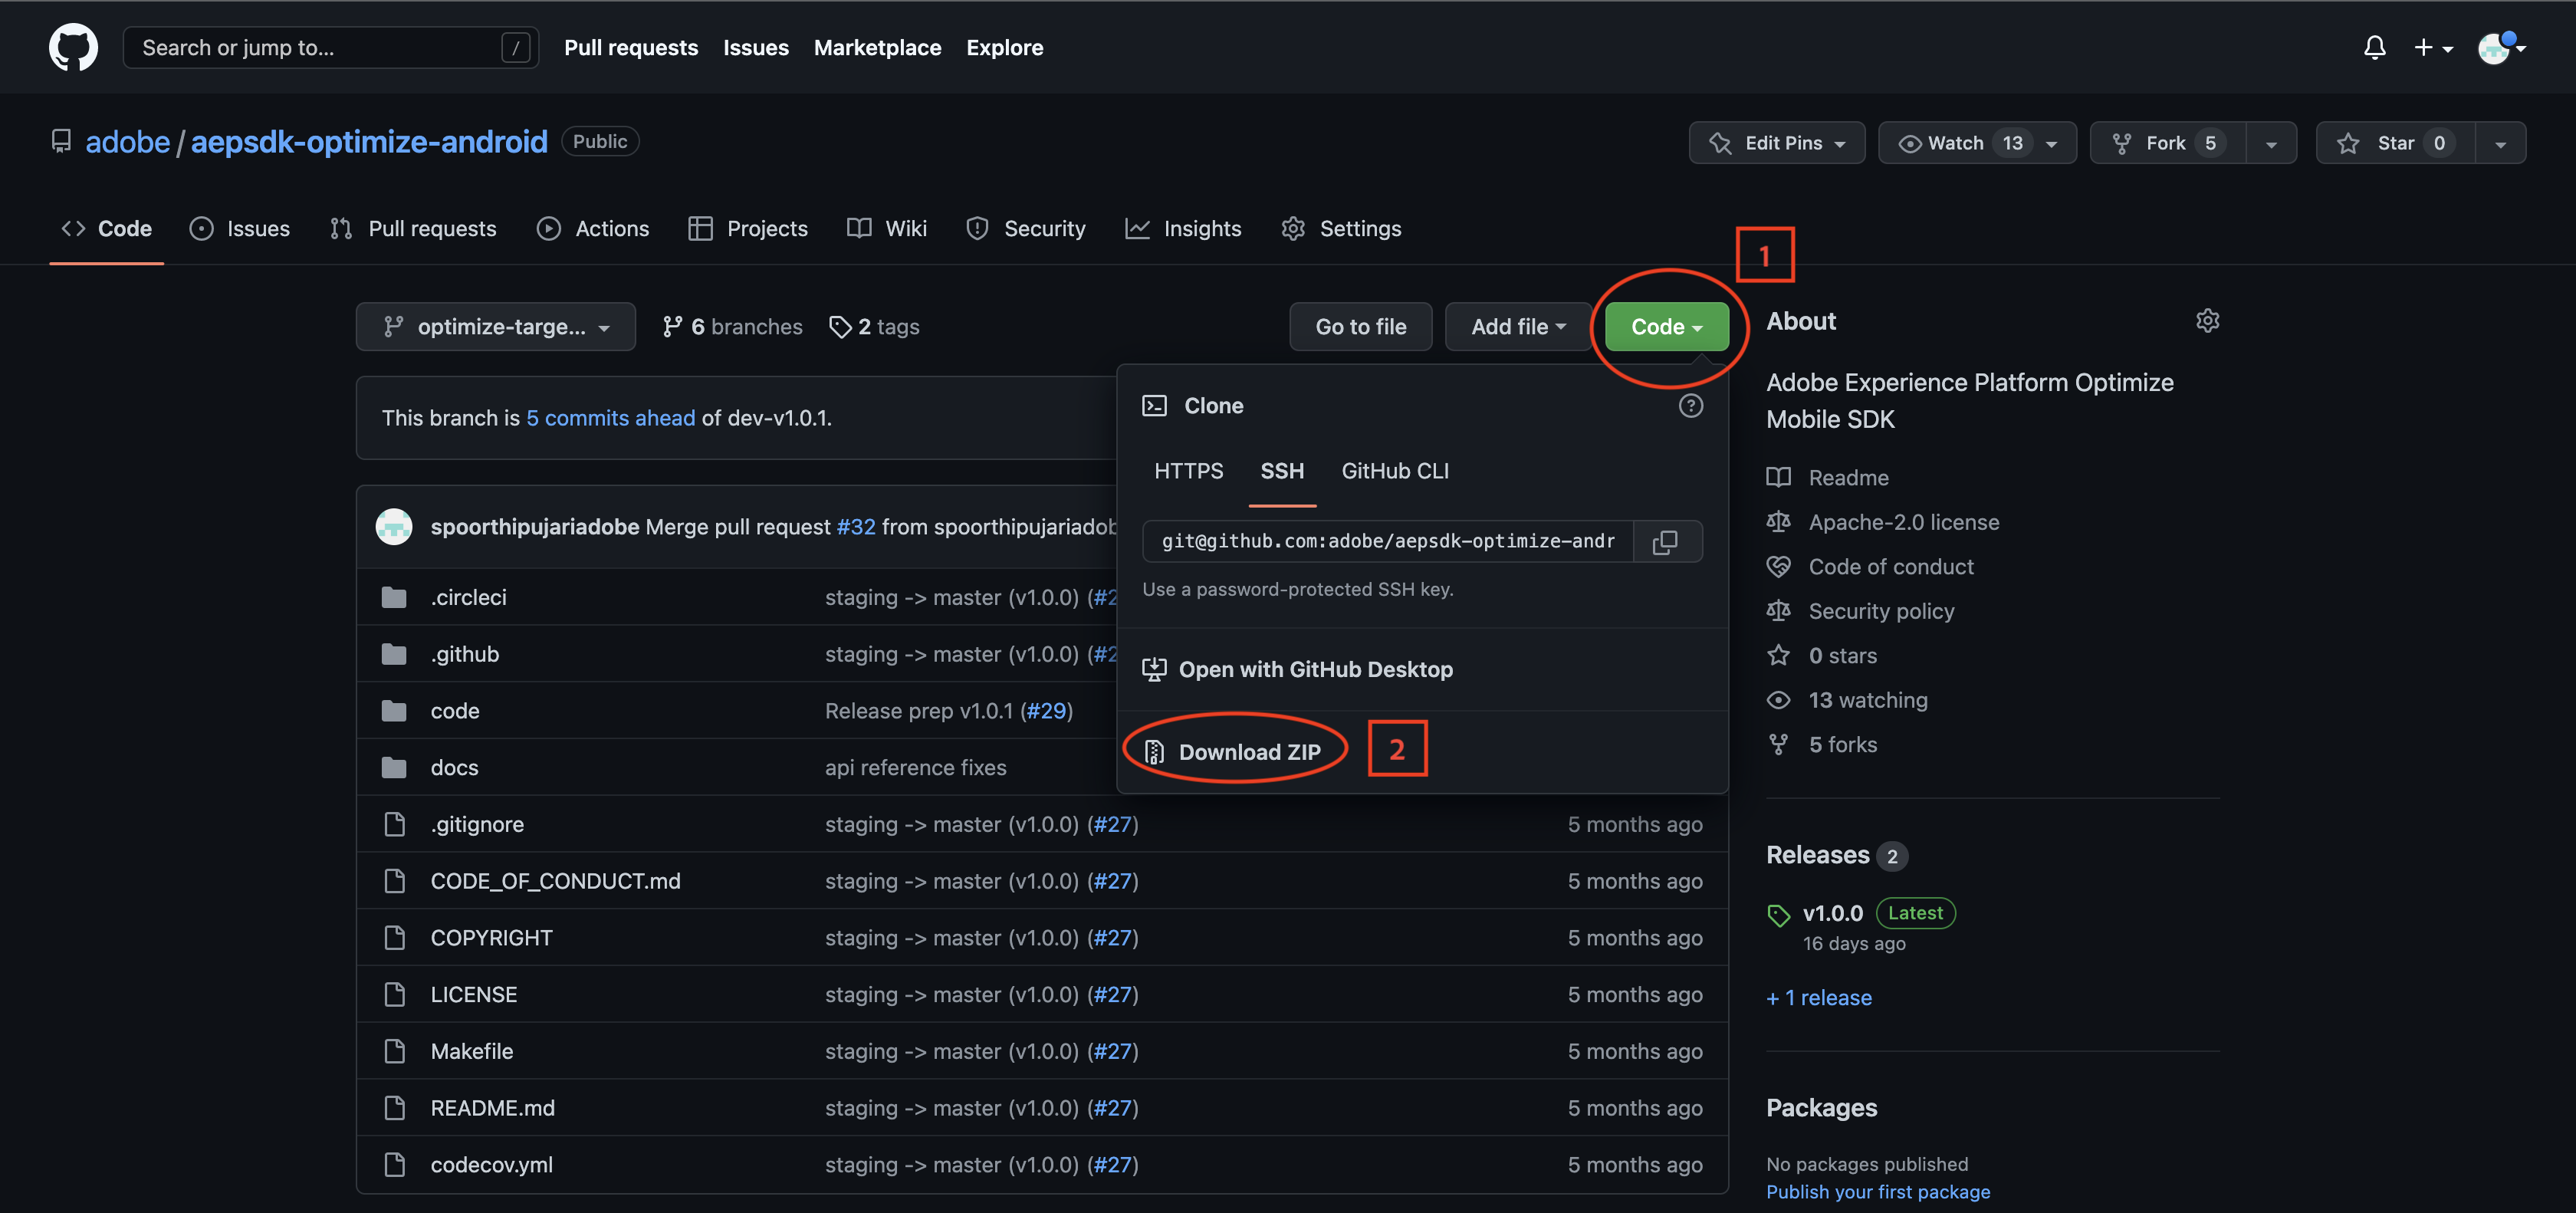 Search or jump to... /
Pull requests Issues Marketplace Explore
adobe / aepsdk-optimize-android Public
Edit Pins Watch 13 Fork 5 Star 0
Code Issues Pull requests Actions Projects Wiki Security Insights Settings
1
optimize-targe... 6 branches 2 tags
Go to file Add file Code
This branch is 5 commits ahead of dev-v1.0.1.
spoorthipujariadobe Merge pull request #32 from spoorthipujariadob
.circleci staging -> master (v1.0.0) (#2
.github staging -> master (v1.0.0) (#2
code Release prep v1.0.1 (#29)
docs api reference fixes
.gitignore staging -> master (v1.0.0) (#27) 5 months ago
CODE_OF_CONDUCT.md staging -> master (v1.0.0) (#27) 5 months ago
COPYRIGHT staging -> master (v1.0.0) (#27) 5 months ago
LICENSE staging -> master (v1.0.0) (#27) 5 months ago
Makefile staging -> master (v1.0.0) (#27) 5 months ago
README.md staging -> master (v1.0.0) (#27) 5 months ago
codecov.yml staging -> master (v1.0.0) (#27) 5 months ago
Clone
HTTPS SSH GitHub CLI
git@github.com:adobe/aepsdk-optimize-andr
Use a password-protected SSH key.
Open with GitHub Desktop
Download ZIP 2
About
Adobe Experience Platform Optimize
Mobile SDK
Readme
Apache-2.0 license
Code of conduct
Security policy
0 stars
13 watching
5 forks
Releases 2
v1.0.0 Latest
16 days ago
+ 1 release
Packages
No packages published
Publish your first package